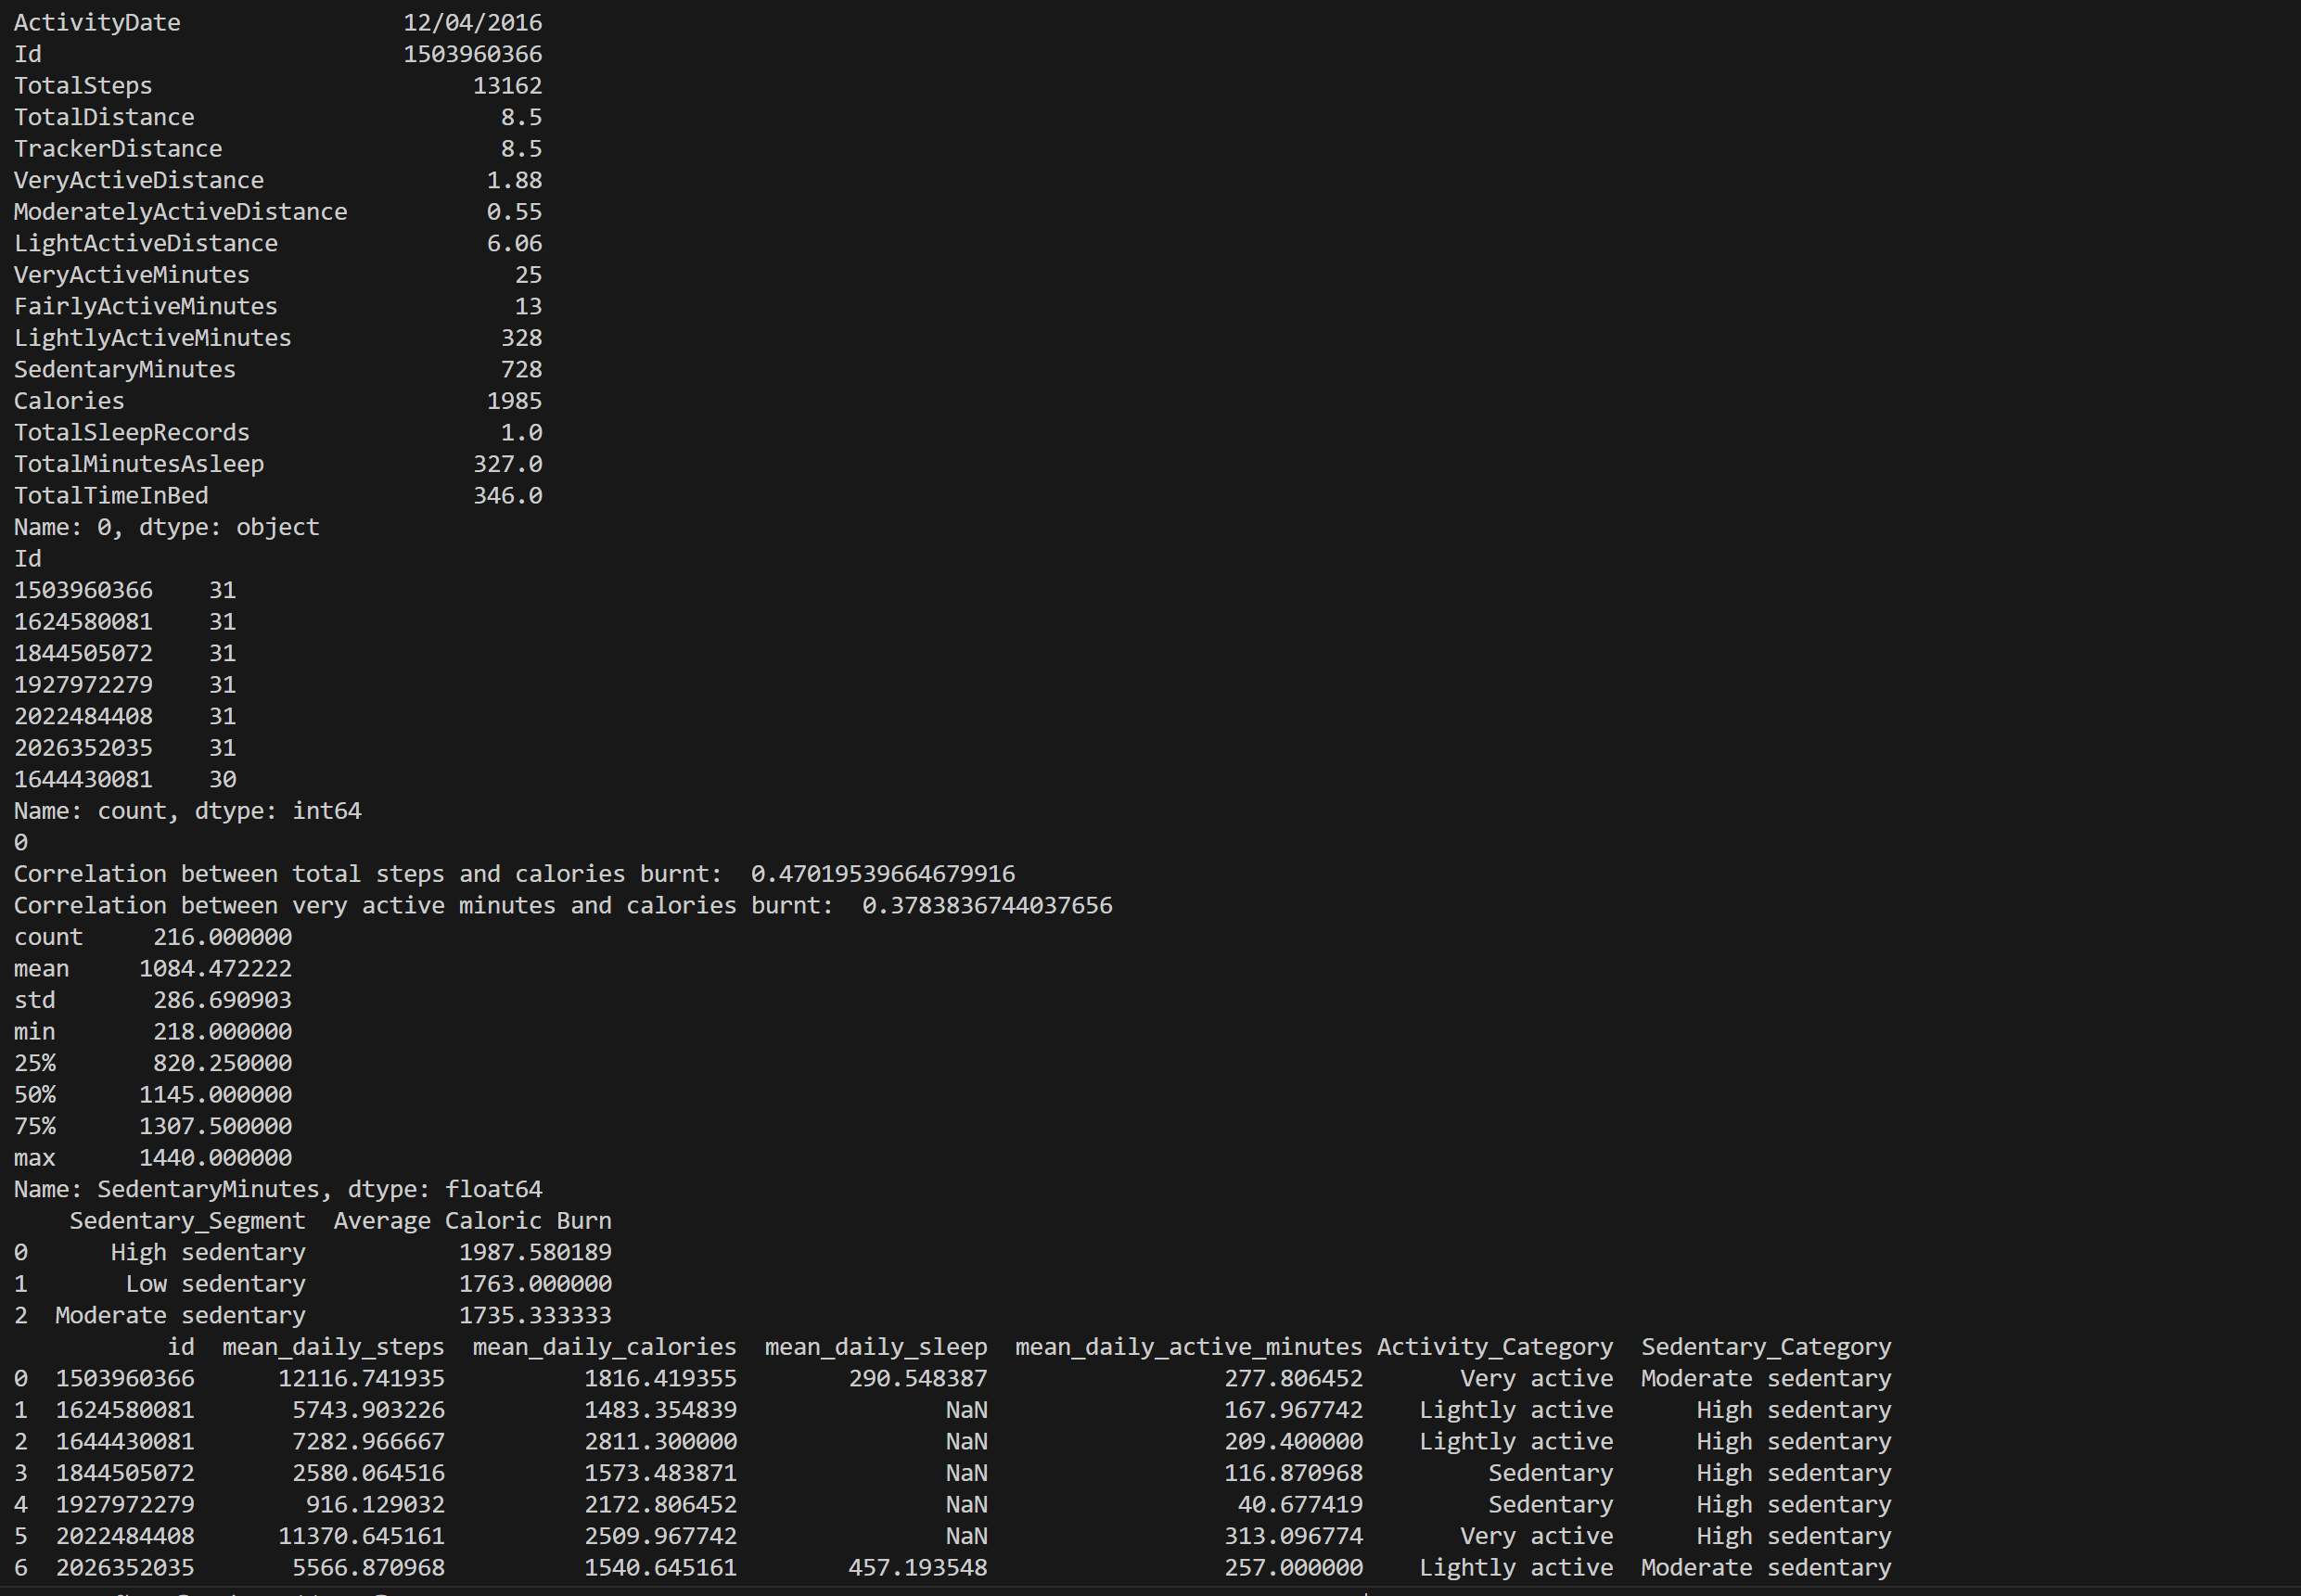 ActivityDate                12/04/2016
Id                          1503960366
TotalSteps                       13162
TotalDistance                      8.5
TrackerDistance                    8.5
VeryActiveDistance                1.88
ModeratelyActiveDistance          0.55
LightActiveDistance               6.06
VeryActiveMinutes                   25
FairlyActiveMinutes                 13
LightlyActiveMinutes               328
SedentaryMinutes                   728
Calories                          1985
TotalSleepRecords                  1.0
TotalMinutesAsleep               327.0
TotalTimeInBed                   346.0
Name: 0, dtype: object
Id
1503960366    31
1624580081    31
1844505072    31
1927972279    31
2022484408    31
2026352035    31
1644430081    30
Name: count, dtype: int64
0
Correlation between total steps and calories burnt:  0.47019539664679916
Correlation between very active minutes and calories burnt:  0.3783836744037656
count     216.000000
mean     1084.472222
std       286.690903
min       218.000000
25%       820.250000
50%      1145.000000
75%      1307.500000
max      1440.000000
Name: SedentaryMinutes, dtype: float64
    Sedentary_Segment  Average Caloric Burn
0      High sedentary           1987.580189
1       Low sedentary           1763.000000
2  Moderate sedentary           1735.333333
           id  mean_daily_steps  mean_daily_calories  mean_daily_sleep  mean_daily_active_minutes Activity_Category  Sedentary_Category
0  1503960366      12116.741935          1816.419355        290.548387                 277.806452       Very active  Moderate sedentary
1  1624580081       5743.903226          1483.354839               NaN                 167.967742    Lightly active      High sedentary
2  1644430081       7282.966667          2811.300000               NaN                 209.400000    Lightly active      High sedentary
3  1844505072       2580.064516          1573.483871               NaN                 116.870968         Sedentary      High sedentary
4  1927972279        916.129032          2172.806452               NaN                  40.677419         Sedentary      High sedentary
5  2022484408      11370.645161          2509.967742               NaN                 313.096774       Very active      High sedentary
6  2026352035       5566.870968          1540.645161        457.193548                 257.000000    Lightly active  Moderate sedentary